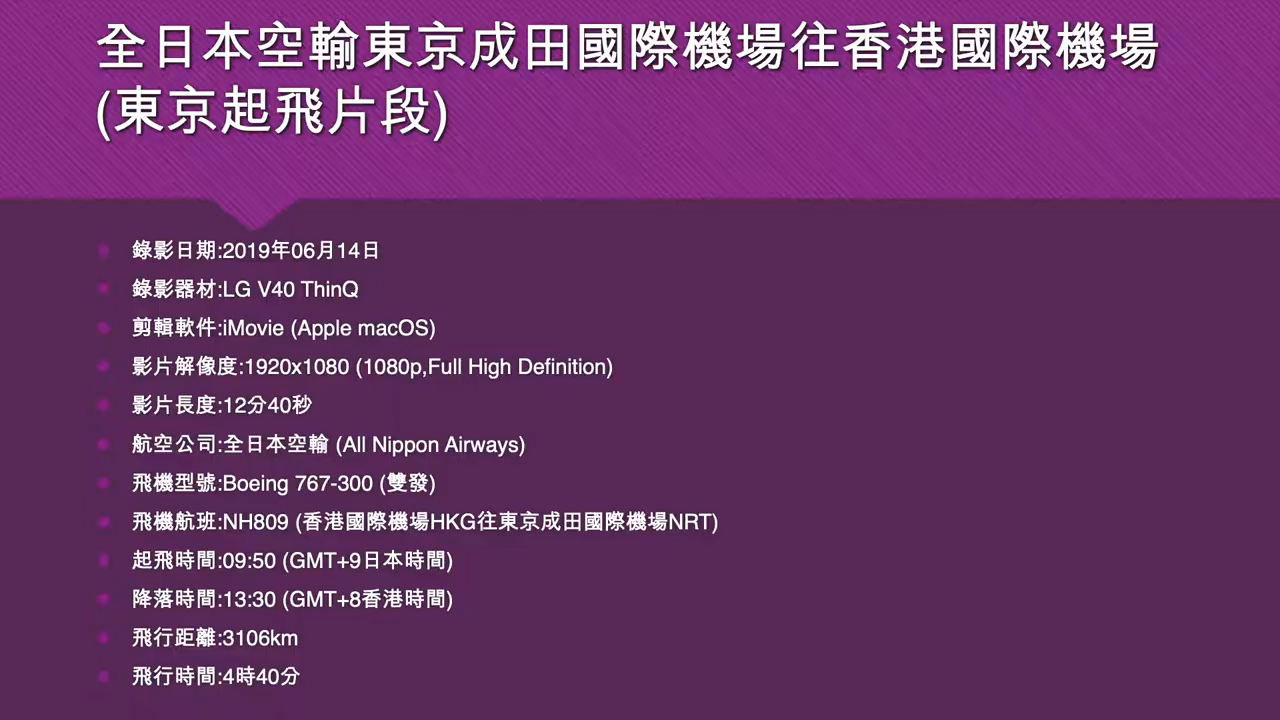 全日本空輸東京成田國際機場往香港國際機場
(東京起飛片段)
錄影日期:2019年06月14日
錄影器材:LG V40 ThinQ
剪輯軟件:iMovie (Apple macOS)
影片解像度:1920x1080 (1080p,Full High Definition)
影片長度:12分40秒
航空公司:全日本空輸 (All Nippon Airways)
飛機型號:Boeing 767-300 (雙發)
飛機航班:NH809 (香港國際機場HKG往東京成田國際機場NRT)
起飛時間:09:50 (GMT+9日本時間)
降落時間:13:30 (GMT+8香港時間)
飛行距離:3106km
飛行時間:4時40分